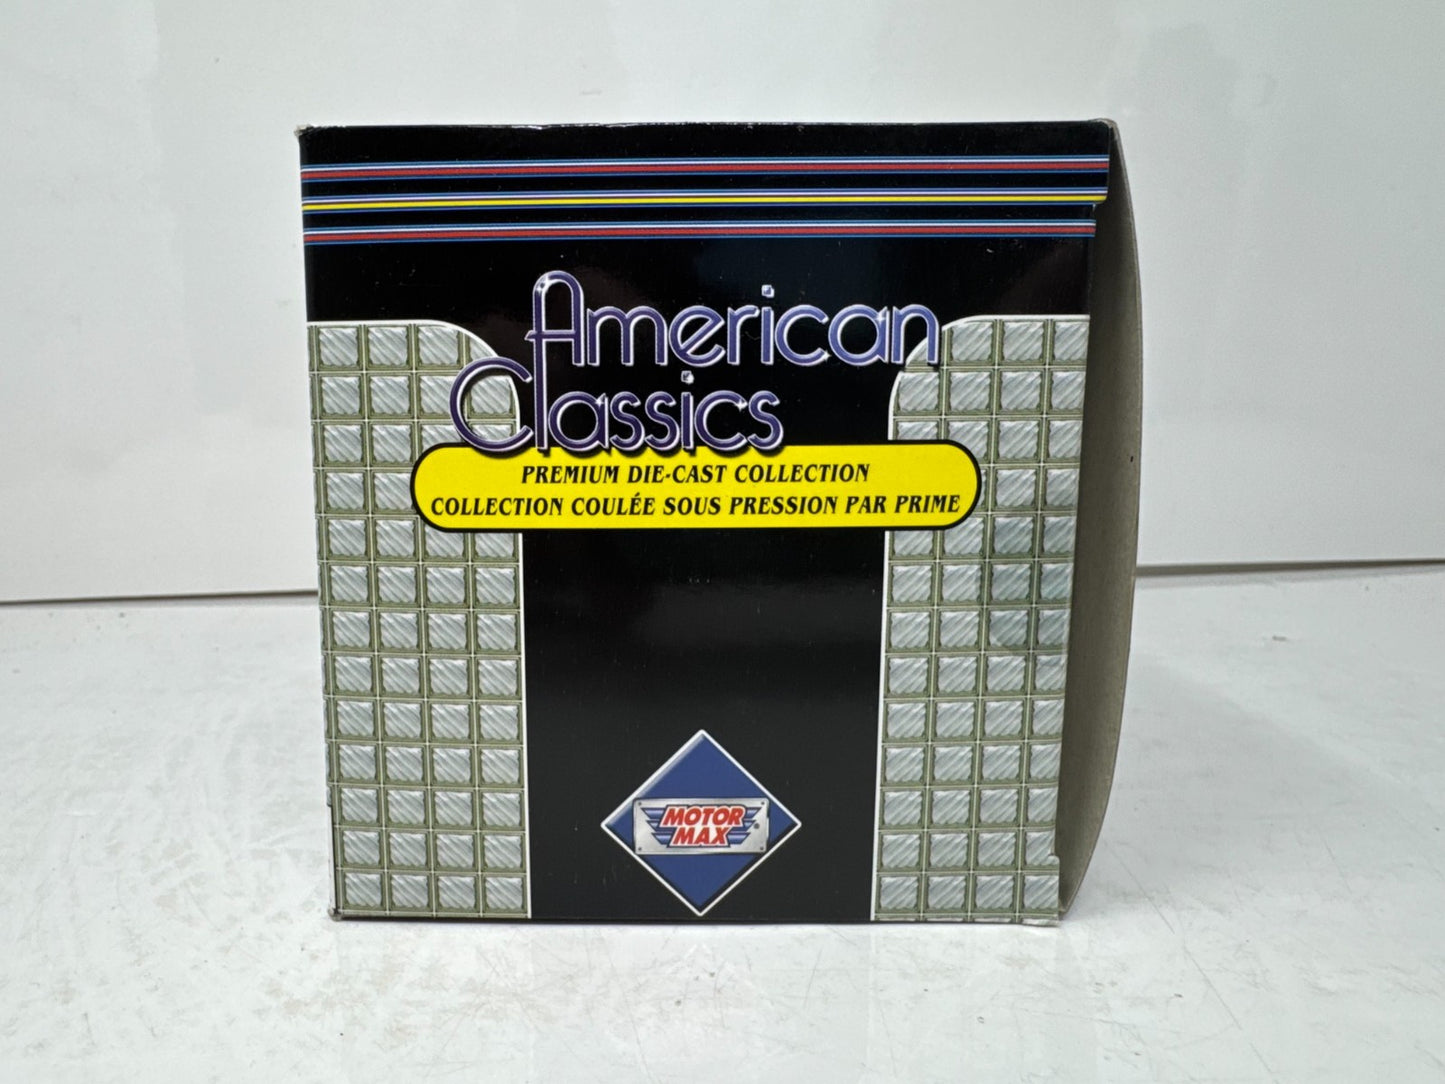 American
Classics
PREMIUM DIE-CAST COLLECTION
COLLECTION COULÉE SOUS PRESSION PAR PRIME
MOTOR
MAX
®